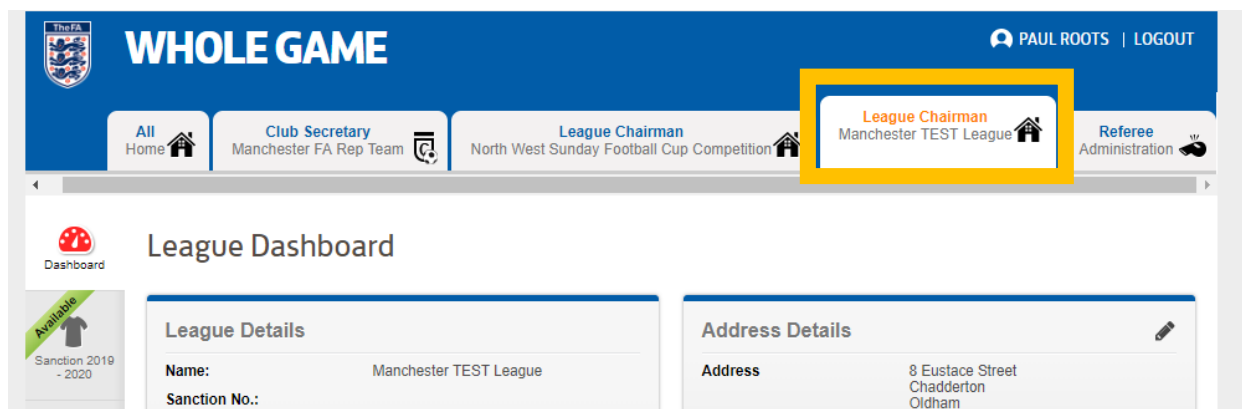 TheFA
WHOLE GAME
PAUL ROOTS | LOGOUT
All
Home
Club Secretary
Manchester FA Rep Team
League Chairman
North West Sunday Football Cup Competition
League Chairman
Manchester TEST League
Referee
Administration
Dashboard
League Dashboard
Available
Sanction 2019
- 2020
League Details
Name: Manchester TEST League
Sanction No.:
Address Details
Address 8 Eustace Street
Chadderton
Oldham